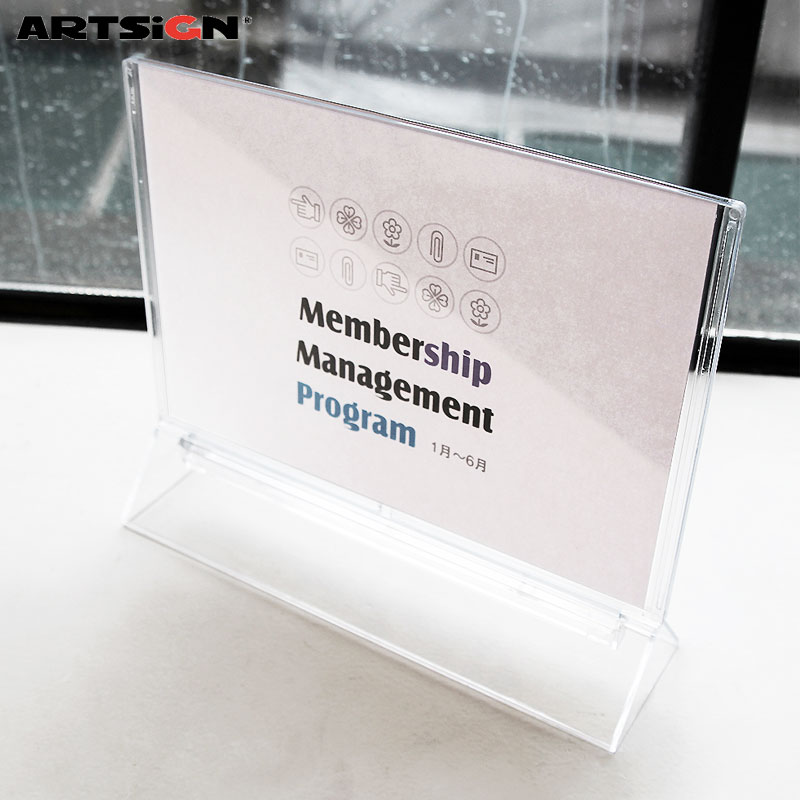 ARTSiGN®
Membership
Management
Program 1月～6月